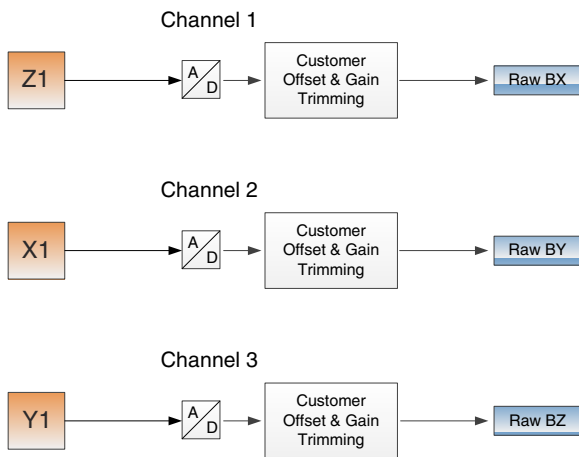 Channel 1
Z1
A
D
Customer
Offset & Gain
Trimming
Raw BX
Channel 2
X1
A
D
Customer
Offset & Gain
Trimming
Raw BY
Channel 3
Y1
A
D
Customer
Offset & Gain
Trimming
Raw BZ